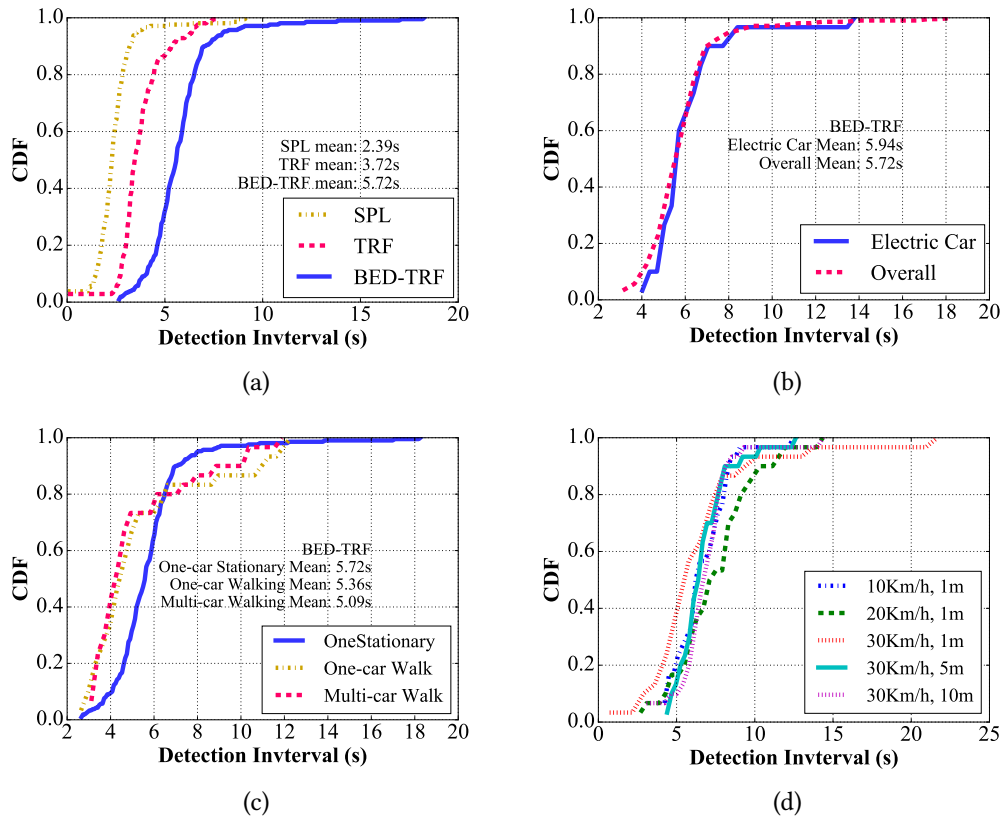 1.0
0.8
0.6
0.4
0.2
0.0
CDF
SPL mean: 2.39s
TRF mean: 3.72s
BED-TRF mean: 5.72s
SPL
TRF
BED-TRF
0 5 10 15 20
Detection Invterval (s)
(a)
1.0
0.8
0.6
0.4
0.2
0.0
CDF
BED-TRF
Electric Car Mean: 5.94s
Overall Mean: 5.72s
Electric Car
Overall
2 4 6 8 10 12 14 16 18 20
Detection Invterval (s)
(b)
1.0
0.8
0.6
0.4
0.2
0.0
CDF
BED-TRF
One-car Stationary Mean: 5.72s
One-car Walking Mean: 5.36s
Multi-car Walking Mean: 5.09s
OneStationary
One-car Walk
Multi-car Walk
2 4 6 8 10 12 14 16 18 20
Detection Invterval (s)
(c)
1.0
0.8
0.6
0.4
0.2
0.0
CDF
10Km/h, 1m
20Km/h, 1m
30Km/h, 1m
30Km/h, 5m
30Km/h, 10m
0 5 10 15 20 25
Detection Invterval (s)
(d)